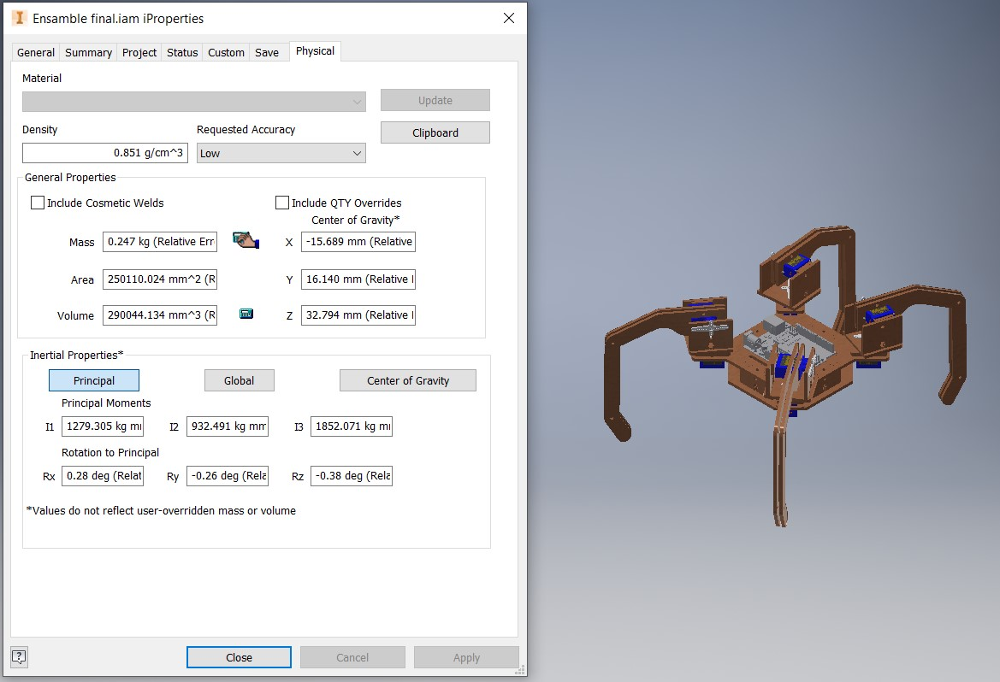 Ensamble final.iam iProperties
General Summary Project Status Custom Save Physical
Material
Update
Density Requested Accuracy
Clipboard
0.851 g/cm^3 Low
General Properties
Include Cosmetic Welds Include QTY Overrides
Center of Gravity*
Mass 0.247 kg (Relative Err X -15.689 mm (Relative
Area 250110.024 mm^2 (R Y 16.140 mm (Relative
Volume 290044.134 mm^3 (R Z 32.794 mm (Relative
Inertial Properties*
Principal Global Center of Gravity
Principal Moments
I1 1279.305 kg I2 932.491 kg mm I3 1852.071 kg
Rotation to Principal
Rx 0.28 deg (Relat Ry -0.26 deg (Rela Rz -0.38 deg (Rela
*Values do not reflect user-overridden mass or volume
? Close Cancel Apply